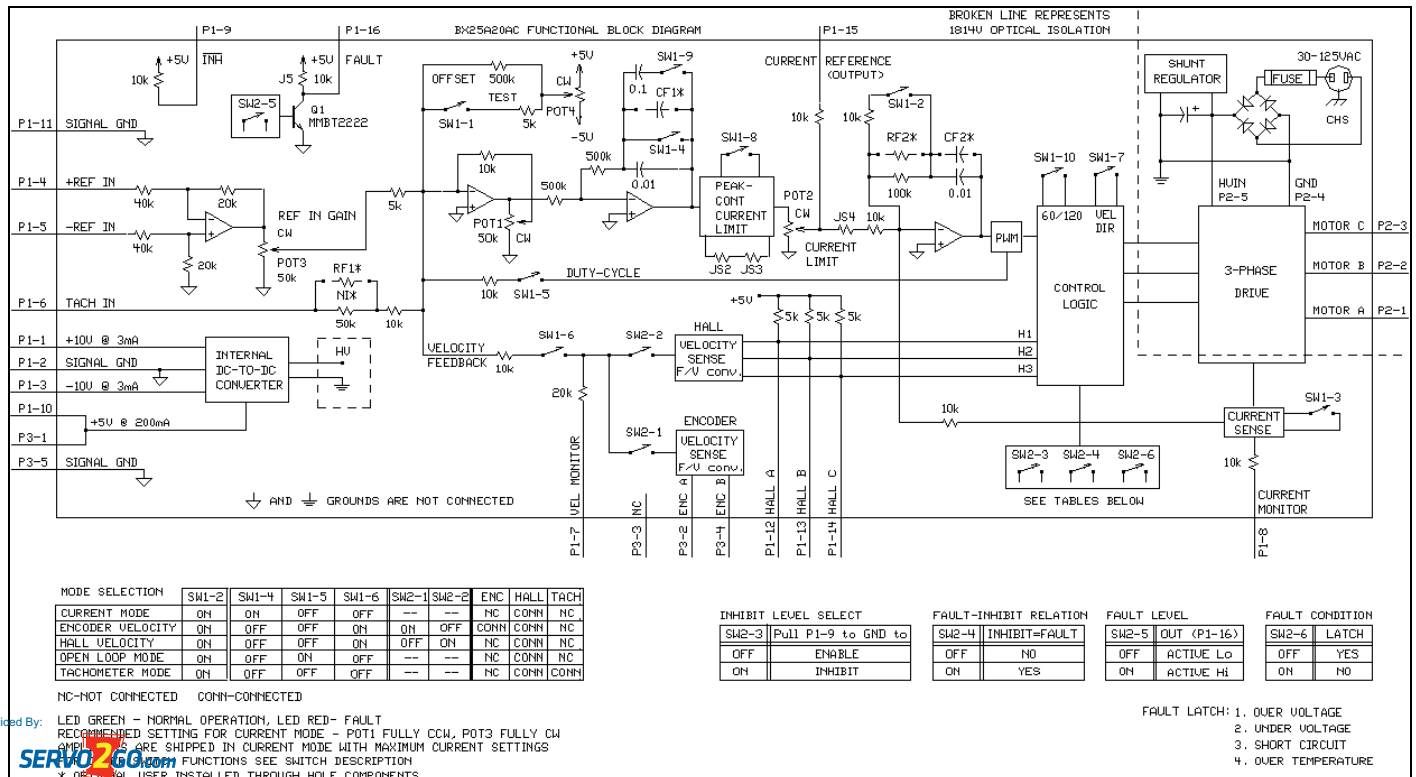 BROKEN LINE REPRESENTS
1814V OPTICAL ISOLATION
P1-9
P1-16
BX25A20AC FUNCTIONAL BLOCK DIAGRAM
P1-15
+5V
INH
10k
+5V
FAULT
J5
10k
SW2-5
Q1
MMBT2222
OFFSET
500k
TEST
SW1-1
5k
+5V
CW
POT4
-5V
SW1-9
0.1
CF1*
SW1-4
500k
0.01
CURRENT REFERENCE
(OUTPUT)
10k
SW1-2
10k
RF2*
CF2*
100k
0.01
SHUNT
REGULATOR
30-125VAC
FUSE
+
CHS
P1-11
SIGNAL GND
P1-4
+REF IN
40k
20k
P1-5
-REF IN
40k
20k
REF IN GAIN
CW
POT3
50k
5k
10k
POT1
50k
CW
500k
SW1-8
PEAK-
CONT
CURRENT
LIMIT
JS2
JS3
POT2
CW
CURRENT
LIMIT
JS4
10k
PWM
SW1-10
SW1-7
60/120
VEL
DIR
CONTROL
LOGIC
HVIN
P2-5
GND
P2-4
3-PHASE
DRIVE
MOTOR C
P2-3
MOTOR B
P2-2
MOTOR A
P2-1
P1-6
TACH IN
RF1*
NI*
50k
10k
10k
SW1-5
DUTY-CYCLE
+5V
5k
5k
5k
P1-1
+10V @ 3mA
P1-2
SIGNAL GND
P1-3
-10V @ 3mA
P1-10
+5V @ 200mA
P3-1
P3-5
SIGNAL GND
INTERNAL
DC-TO-DC
CONVERTER
HV
VELOCITY
FEEDBACK
10k
SW1-6
SW2-2
20k
HALL
VELOCITY
SENSE
F/V conv.
SW2-1
ENCODER
VELOCITY
SENSE
F/V conv.
H1
H2
H3
10k
SW2-3
SW2-4
SW2-6
SEE TABLES BELOW
CURRENT
SENSE
SW1-3
10k
CURRENT
MONITOR
P1-8
AND
GROUNDS ARE NOT CONNECTED
P1-7 VEL MONITOR
P3-3 NC
P3-2 ENC A
P3-4 ENC B
P1-12 HALL A
P1-13 HALL B
P1-14 HALL C
MODE SELECTION SW1-2 SW1-4 SW1-5 SW1-6 SW2-1 SW2-2 ENC HALL TACH
CURRENT MODE ON ON OFF OFF -- -- NC CONN NC
ENCODER VELOCITY ON OFF OFF ON ON OFF CONN CONN NC
HALL VELOCITY ON OFF OFF ON OFF ON NC CONN NC
OPEN LOOP MODE ON OFF ON OFF -- -- NC CONN NC
TACHOMETER MODE ON OFF OFF OFF -- -- NC CONN CONN
NC-NOT CONNECTED CONN-CONNECTED
INHIBIT LEVEL SELECT
SW2-3 Pull P1-9 to GND to
OFF ENABLE
ON INHIBIT
FAULT-INHIBIT RELATION
SW2-4 INHIBIT=FAULT
OFF NO
ON YES
FAULT LEVEL
SW2-5 OUT (P1-16)
OFF ACTIVE Lo
ON ACTIVE Hi
FAULT CONDITION
SW2-6 LATCH
OFF YES
ON NO
FAULT LATCH: 1. OVER VOLTAGE
2. UNDER VOLTAGE
3. SHORT CIRCUIT
4. OVER TEMPERATURE
LED GREEN - NORMAL OPERATION, LED RED- FAULT
RECOMMENDED SETTING FOR CURRENT MODE - POT1 FULLY CCW, POT3 FULLY CW
ARE SHIPPED IN CURRENT MODE WITH MAXIMUM CURRENT SETTINGS
FUNCTIONS SEE SWITCH DESCRIPTION
USER INSTALLED THROUGH HOLE COMPONENTS
By:
SERVO2GO.com